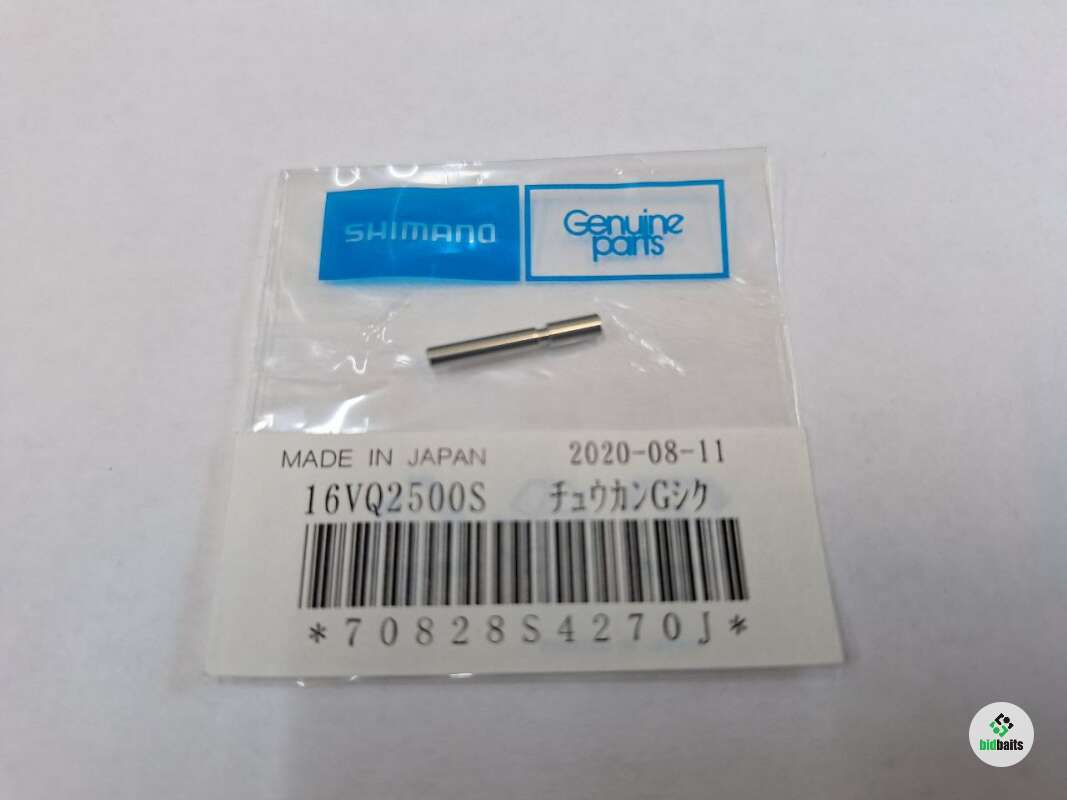 SHIMANO
Genuine
parts
MADE IN JAPAN 2020-08-11
16VQ2500S チュウカンGシク
*70828S4270J*
bidbaits